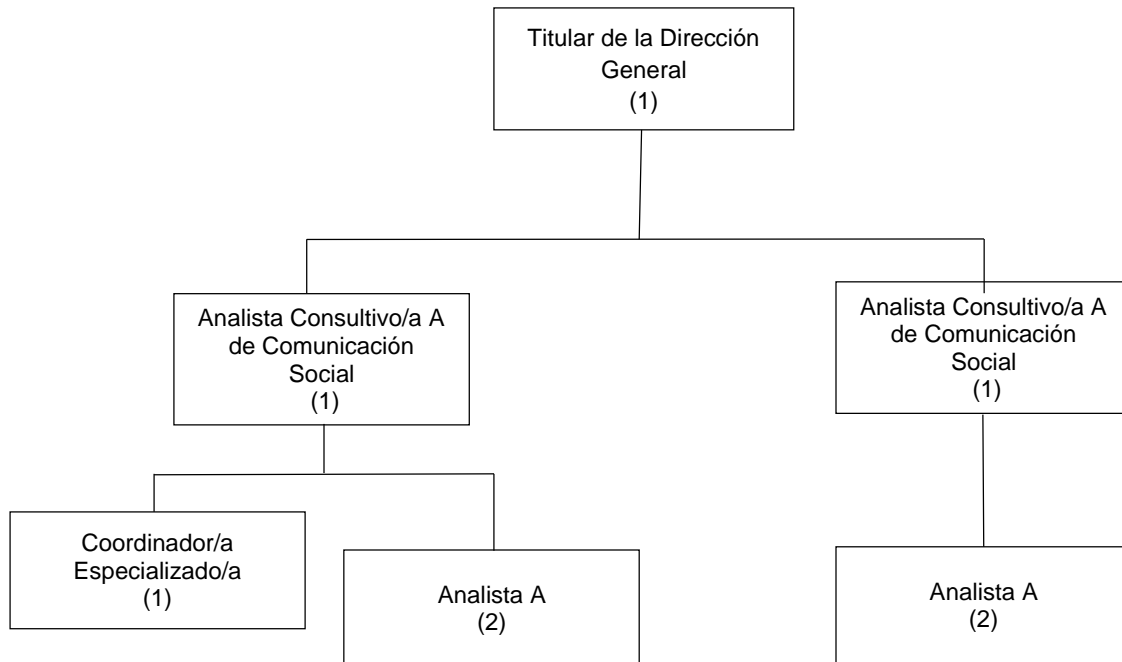 Titular de la Dirección
General
(1)
Analista Consultivo/a A
de Comunicación
Social
(1)
Analista Consultivo/a A
de Comunicación
Social
(1)
Coordinador/a
Especializado/a
(1)
Analista A
(2)
Analista A
(2)